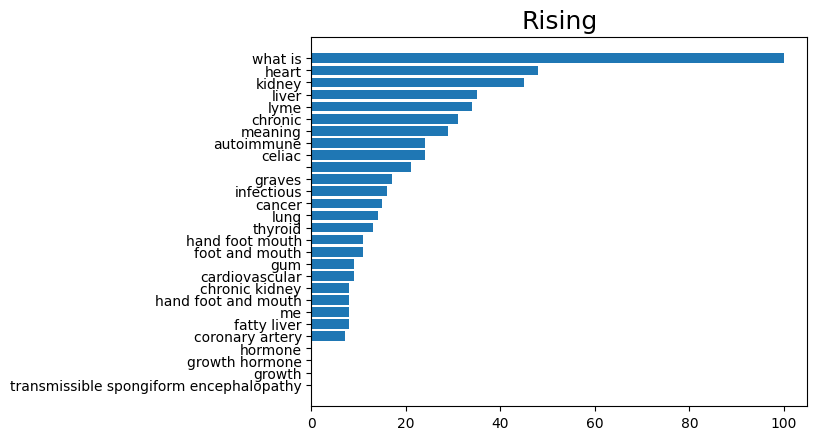 Rising
what is
heart
kidney
liver
lyme
chronic
meaning
autoimmune
celiac
graves
infectious
cancer
lung
thyroid
hand foot mouth
foot and mouth
gum
cardiovascular
chronic kidney
hand foot and mouth
me
fatty liver
coronary artery
hormone
growth hormone
growth
transmissible spongiform encephalopathy
0 20 40 60 80 100